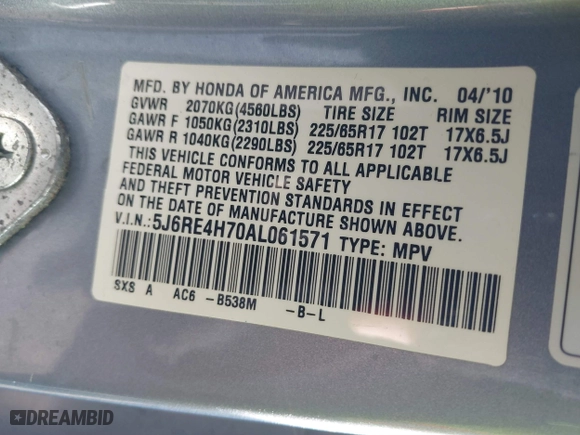 MFD. BY HONDA OF AMERICA MFG., INC. 04/'10
GVWR 2070KG(4560LBS) TIRE SIZE RIM SIZE
GAWR F 1050KG(2310LBS) 225/65R17 102T 17X6.5J
GAWR R 1040KG(2290LBS) 225/65R17 102T 17X6.5J
THIS VEHICLE CONFORMS TO ALL APPLICABLE
FEDERAL MOTOR VEHICLE SAFETY
AND THEFT PREVENTION STANDARDS IN EFFECT
ON THE DATE OF MANUFACTURE SHOWN ABOVE.
V.I.N.:5J6RE4H70AL061571 TYPE: MPV
SXS A AC6 -B538M -B-L
DREAMBID